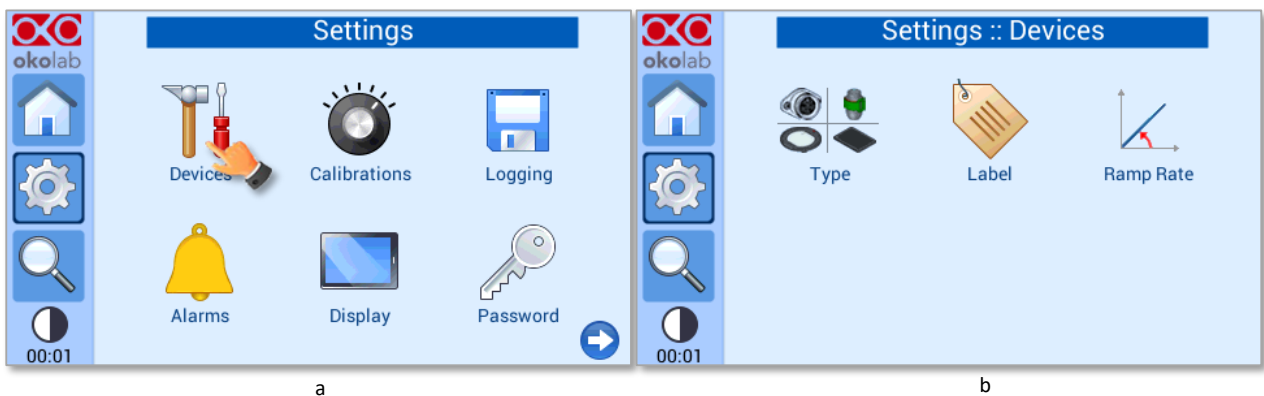 Settings
okolab
Devices
Calibrations
Logging
Alarms
Display
Password
00:01
a
Settings :: Devices
okolab
Type
Label
Ramp Rate
00:01
b